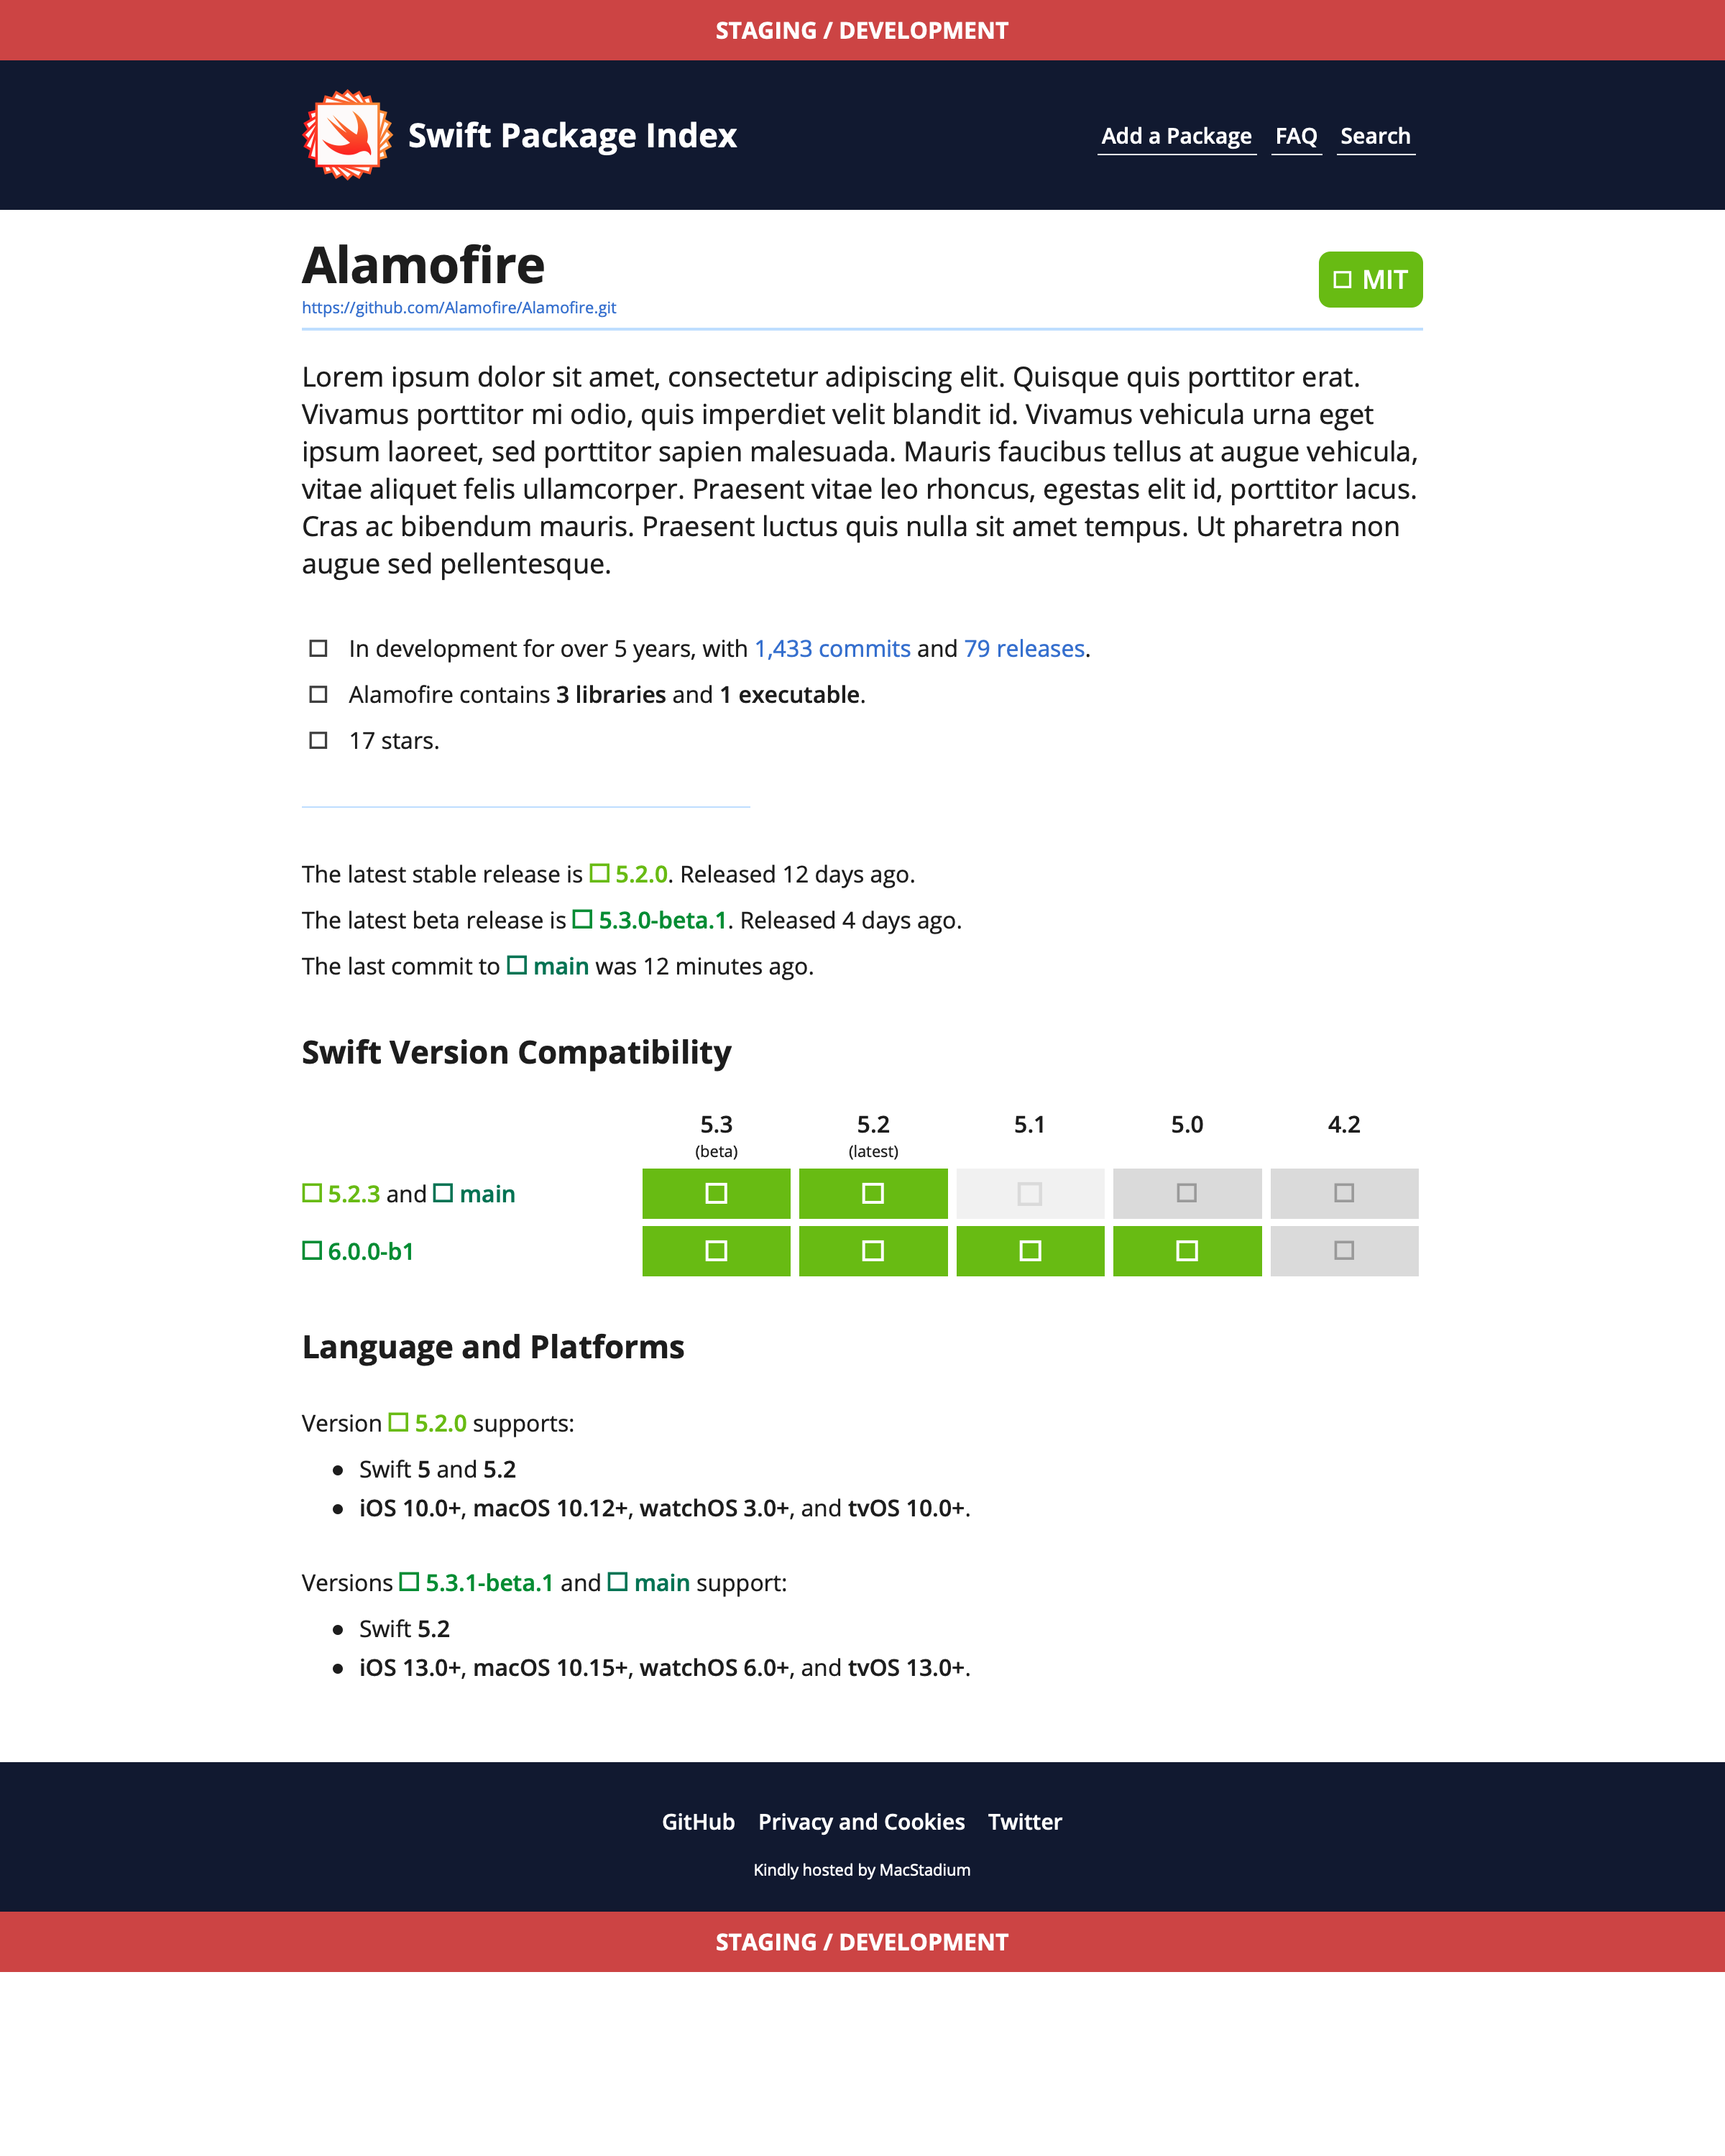 STAGING / DEVELOPMENT
Swift Package Index
Add a Package FAQ Search
Alamofire
MIT
https://github.com/Alamofire/Alamofire.git
Lorem ipsum dolor sit amet, consectetur adipiscing elit. Quisque quis porttitor erat.
Vivamus porttitor mi odio, quis imperdiet velit blandit id. Vivamus vehicula urna eget
ipsum laoreet, sed porttitor sapien malesuada. Mauris faucibus tellus at augue vehicula,
vitae aliquet felis ullamcorper. Praesent vitae leo rhoncus, egestas elit id, porttitor lacus.
Cras ac bibendum mauris. Praesent luctus quis nulla sit amet tempus. Ut pharetra non
augue sed pellentesque.
In development for over 5 years, with 1,433 commits and 79 releases.
Alamofire contains 3 libraries and 1 executable.
17 stars.
The latest stable release is 5.2.0. Released 12 days ago.
The latest beta release is 5.3.0-beta.1. Released 4 days ago.
The last commit to main was 12 minutes ago.
Swift Version Compatibility
5.3 5.2 5.1 5.0 4.2
(beta) (latest)
5.2.3 and main
6.0.0-b1
Language and Platforms
Version 5.2.0 supports:
• Swift 5 and 5.2
• iOS 10.0+, macOS 10.12+, watchOS 3.0+, and tvOS 10.0+.
Versions 5.3.1-beta.1 and main support:
• Swift 5.2
• iOS 13.0+, macOS 10.15+, watchOS 6.0+, and tvOS 13.0+.
GitHub Privacy and Cookies Twitter
Kindly hosted by MacStadium
STAGING / DEVELOPMENT